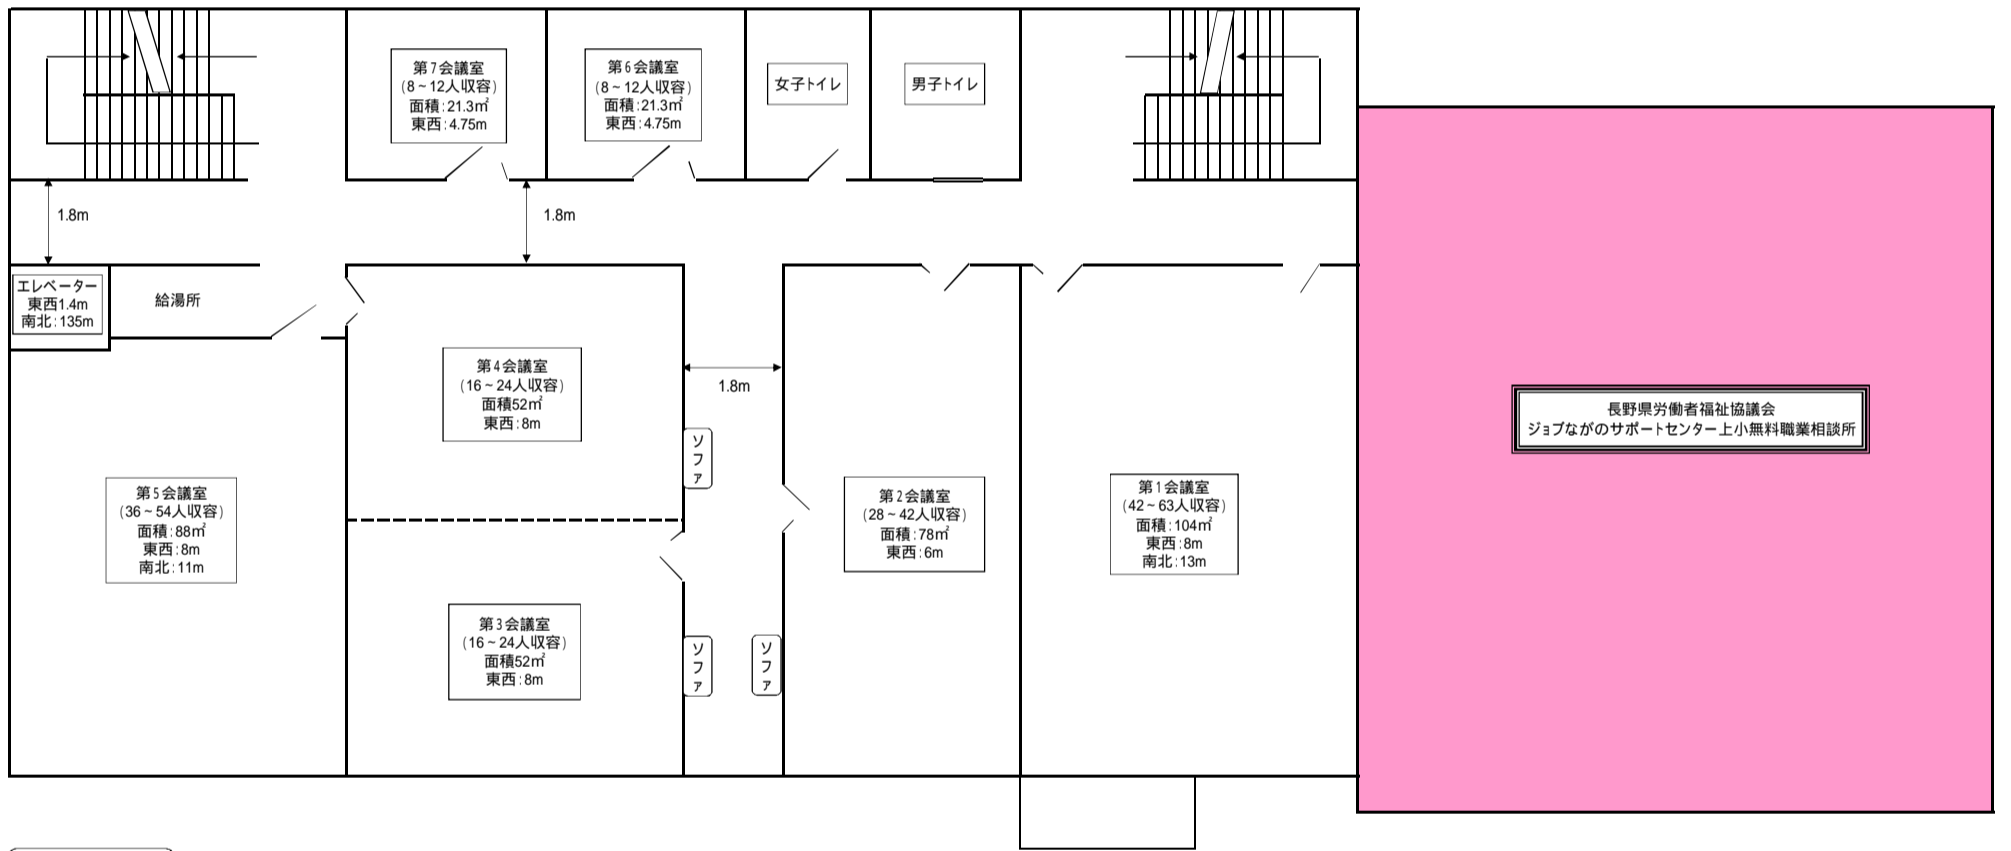 第7会議室
(8~12人収容)
面積:21.3㎡
東西:4.75m
第6会議室
(8~12人収容)
面積:21.3㎡
東西:4.75m
女子トイレ
男子トイレ
1.8m
1.8m
エレベーター
東西1.4m
南北:135m
給湯所
第4会議室
(16~24人収容)
面積52㎡
東西:8m
1.8m
ソファ
長野県労働者福祉協議会
ジョブながのサポートセンター上小無料職業相談所
第5会議室
(36~54人収容)
面積:88㎡
東西:8m
南北:11m
第2会議室
(28~42人収容)
面積:78㎡
東西:6m
第1会議室
(42~63人収容)
面積:104㎡
東西:8m
南北:13m
第3会議室
(16~24人収容)
面積52㎡
東西:8m
ソファ
ソファ